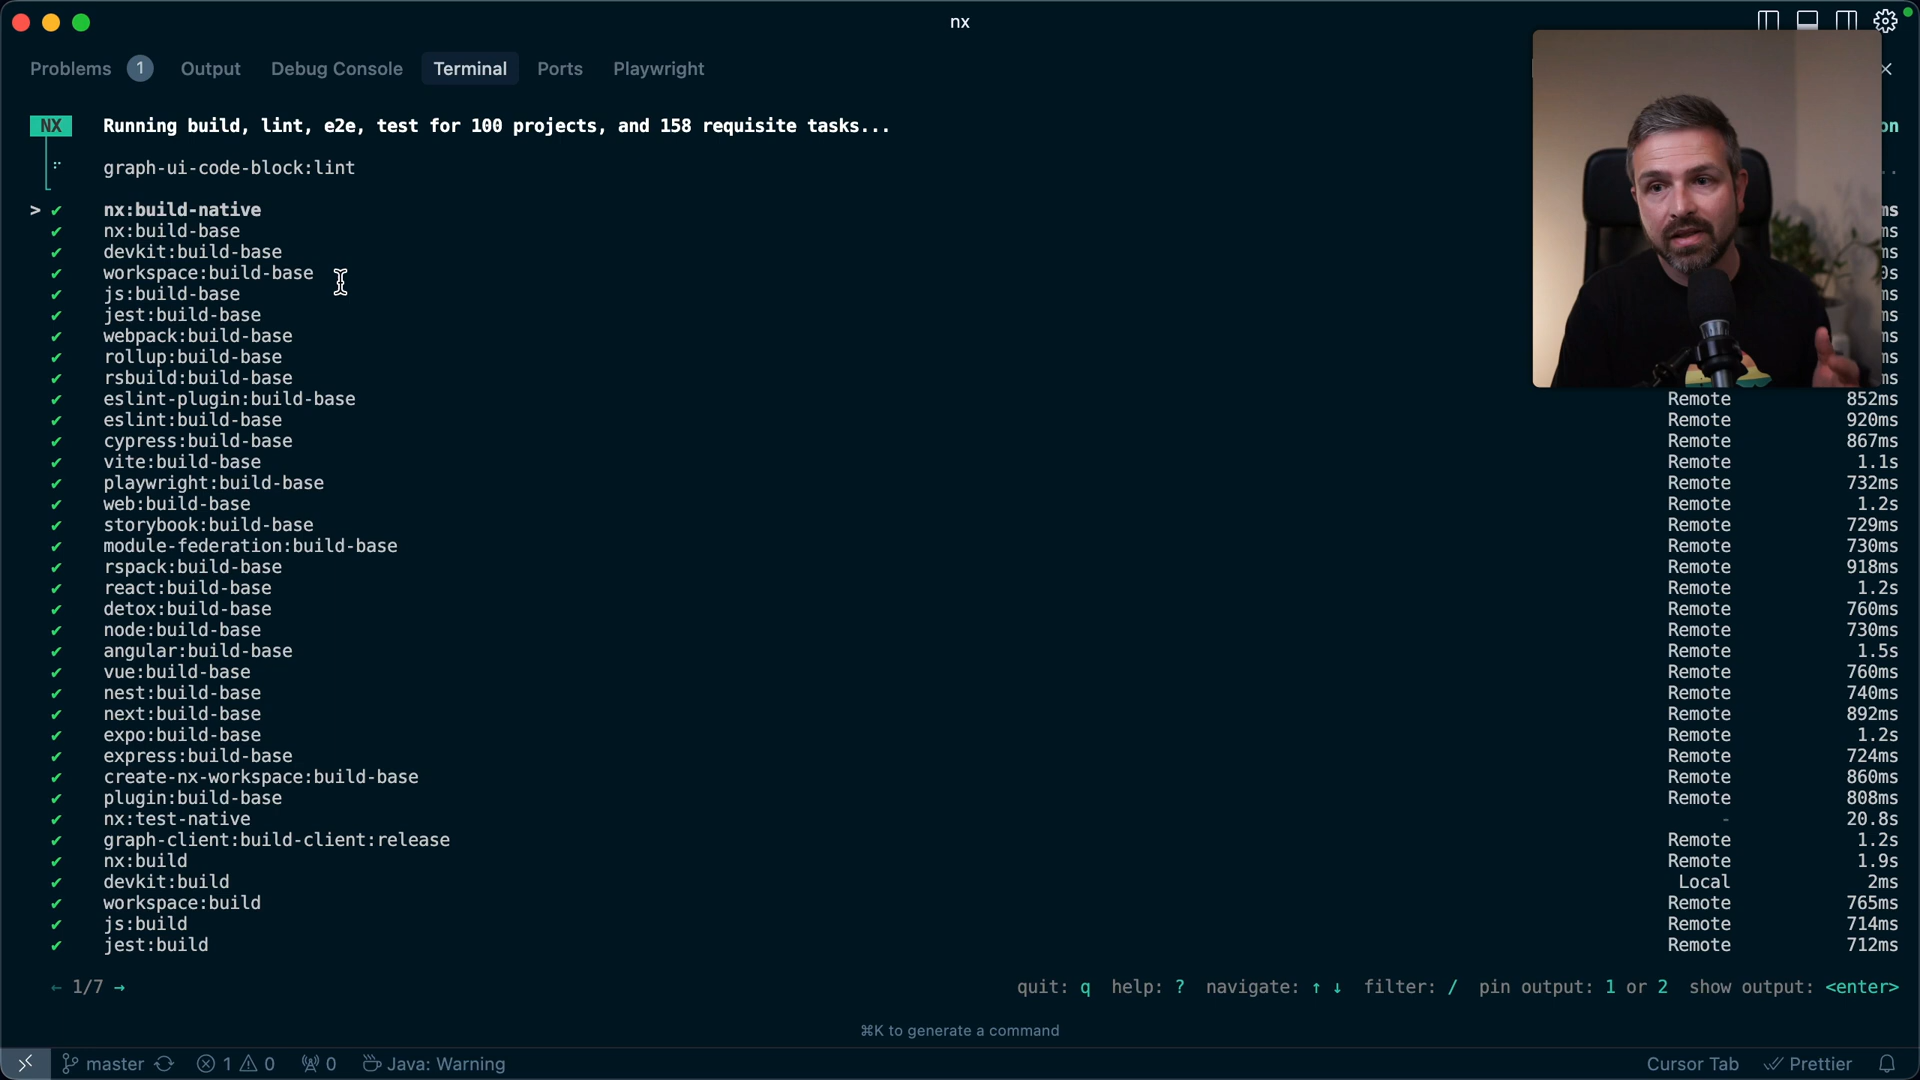 nx
Problems 1 Output Debug Console Terminal Ports Playwright
NX Running build, lint, e2e, test for 100 projects, and 158 requisite tasks...
graph-ui-code-block:lint
> ✔ nx:build-native
✔ nx:build-base
✔ devkit:build-base
✔ workspace:build-base
✔ js:build-base
✔ jest:build-base
✔ webpack:build-base
✔ rollup:build-base
✔ rsbuild:build-base
✔ eslint-plugin:build-base Remote 852ms
✔ eslint:build-base Remote 920ms
✔ cypress:build-base Remote 867ms
✔ vite:build-base Remote 1.1s
✔ playwright:build-base Remote 732ms
✔ web:build-base Remote 1.2s
✔ storybook:build-base Remote 729ms
✔ module-federation:build-base Remote 730ms
✔ rspack:build-base Remote 918ms
✔ react:build-base Remote 1.2s
✔ detox:build-base Remote 760ms
✔ node:build-base Remote 730ms
✔ angular:build-base Remote 1.5s
✔ vue:build-base Remote 760ms
✔ nest:build-base Remote 740ms
✔ next:build-base Remote 892ms
✔ expo:build-base Remote 1.2s
✔ express:build-base Remote 724ms
✔ create-nx-workspace:build-base Remote 860ms
✔ plugin:build-base Remote 808ms
✔ nx:test-native - 20.8s
✔ graph-client:build-client:release Remote 1.2s
✔ nx:build Remote 1.9s
✔ devkit:build Local 2ms
✔ workspace:build Remote 765ms
✔ js:build Remote 714ms
✔ jest:build Remote 712ms
← 1/7 → quit: q help: ? navigate: ↑ ↓ filter: / pin output: 1 or 2 show output: <enter>
⌘K to generate a command
master 1 0 0 Java: Warning Cursor Tab Prettier